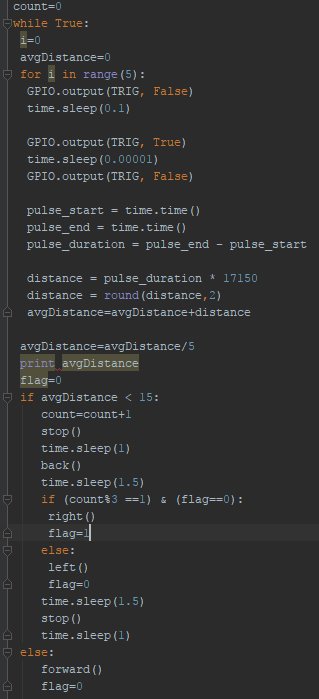 count=0
while True:
 i=0
 avgDistance=0
 for i in range(5):
  GPIO.output(TRIG, False)
  time.sleep(0.1)

  GPIO.output(TRIG, True)
  time.sleep(0.00001)
  GPIO.output(TRIG, False)

  pulse_start = time.time()
  pulse_end = time.time()
  pulse_duration = pulse_end - pulse_start

  distance = pulse_duration * 17150
  distance = round(distance,2)
  avgDistance=avgDistance+distance

 avgDistance=avgDistance/5
 print avgDistance
 flag=0
 if avgDistance < 15:
    count=count+1
    stop()
    time.sleep(1)
    back()
    time.sleep(1.5)
    if (count%3 ==1) & (flag==0):
     right()
     flag=1
    else:
     left()
     flag=0
    time.sleep(1.5)
    stop()
    time.sleep(1)
 else:
    forward()
    flag=0